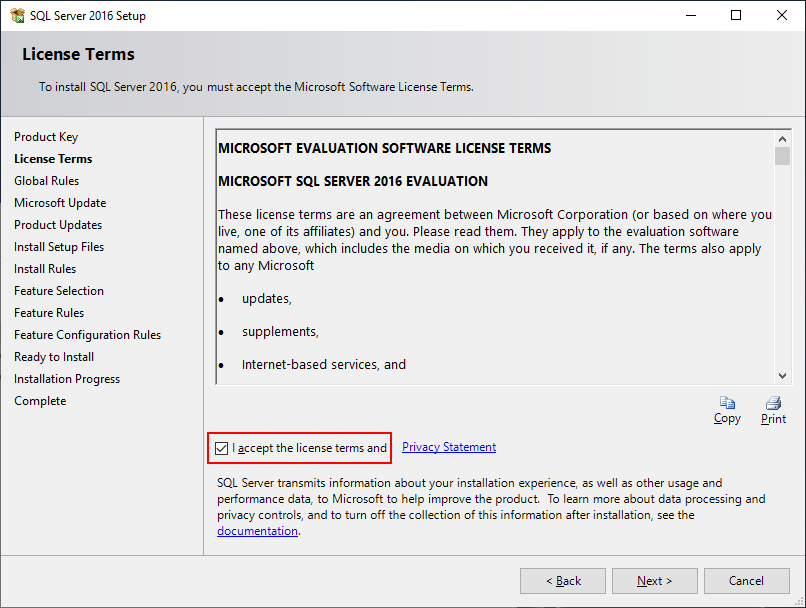 SQL Server 2016 Setup
License Terms
To install SQL Server 2016, you must accept the Microsoft Software License Terms.
Product Key
License Terms
Global Rules
Microsoft Update
Product Updates
Install Setup Files
Install Rules
Feature Selection
Feature Rules
Feature Configuration Rules
Ready to Install
Installation Progress
Complete
MICROSOFT EVALUATION SOFTWARE LICENSE TERMS
MICROSOFT SQL SERVER 2016 EVALUATION
These license terms are an agreement between Microsoft Corporation (or based on where you
live, one of its affiliates) and you. Please read them. They apply to the evaluation software
named above, which includes the media on which you received it, if any. The terms also apply
to any Microsoft
• updates,
• supplements,
• Internet-based services, and
Copy
Print
I accept the license terms and Privacy Statement
SQL Server transmits information about your installation experience, as well as other usage and
performance data, to Microsoft to help improve the product. To learn more about data processing and
privacy controls, and to turn off the collection of this information after installation, see the
documentation.
< Back
Next >
Cancel